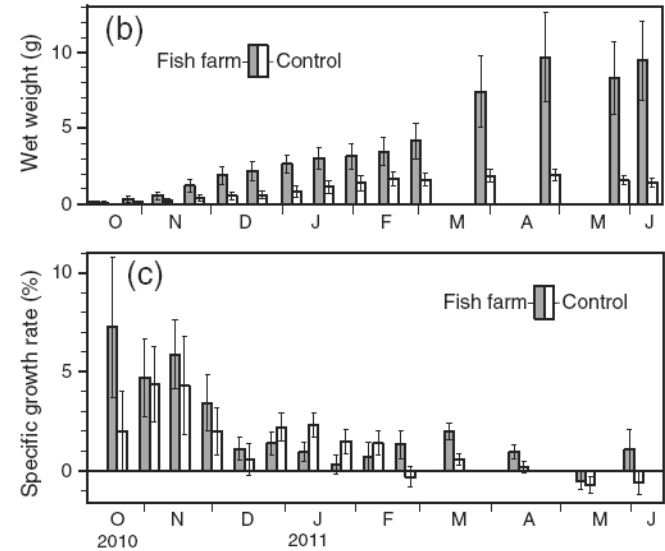 (b)
Fish farm Control
Wet weight (g)
10
5
0
O N D J F M A M J
(c)
Fish farm Control
Specific growth rate (%)
10
5
0
O N D J F M A M J
2010 2011